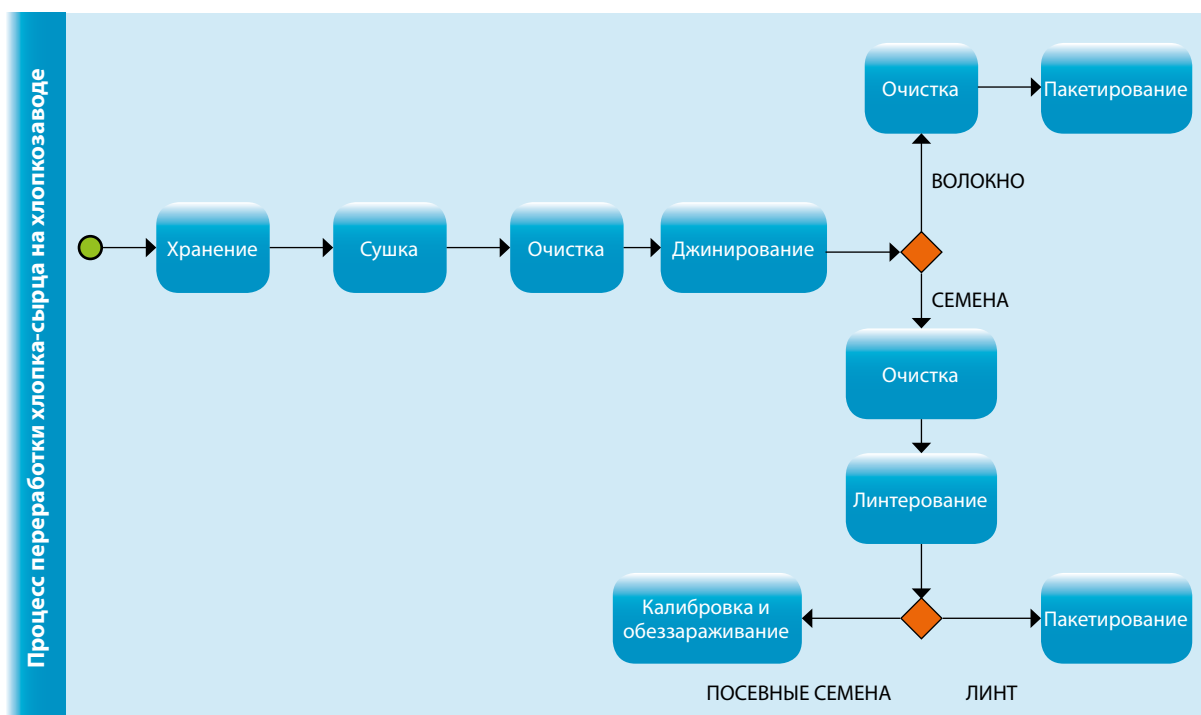 Процесс переработки хлопка-сырца на хлопкозаводе
Очистка
Пакетирование
ВОЛОКНО
Хранение
Сушка
Очистка
Джинирование
СЕМЕНА
Очистка
Линтерование
Калибровка и
обеззараживание
Пакетирование
ПОСЕВНЫЕ СЕМЕНА
ЛИНТ